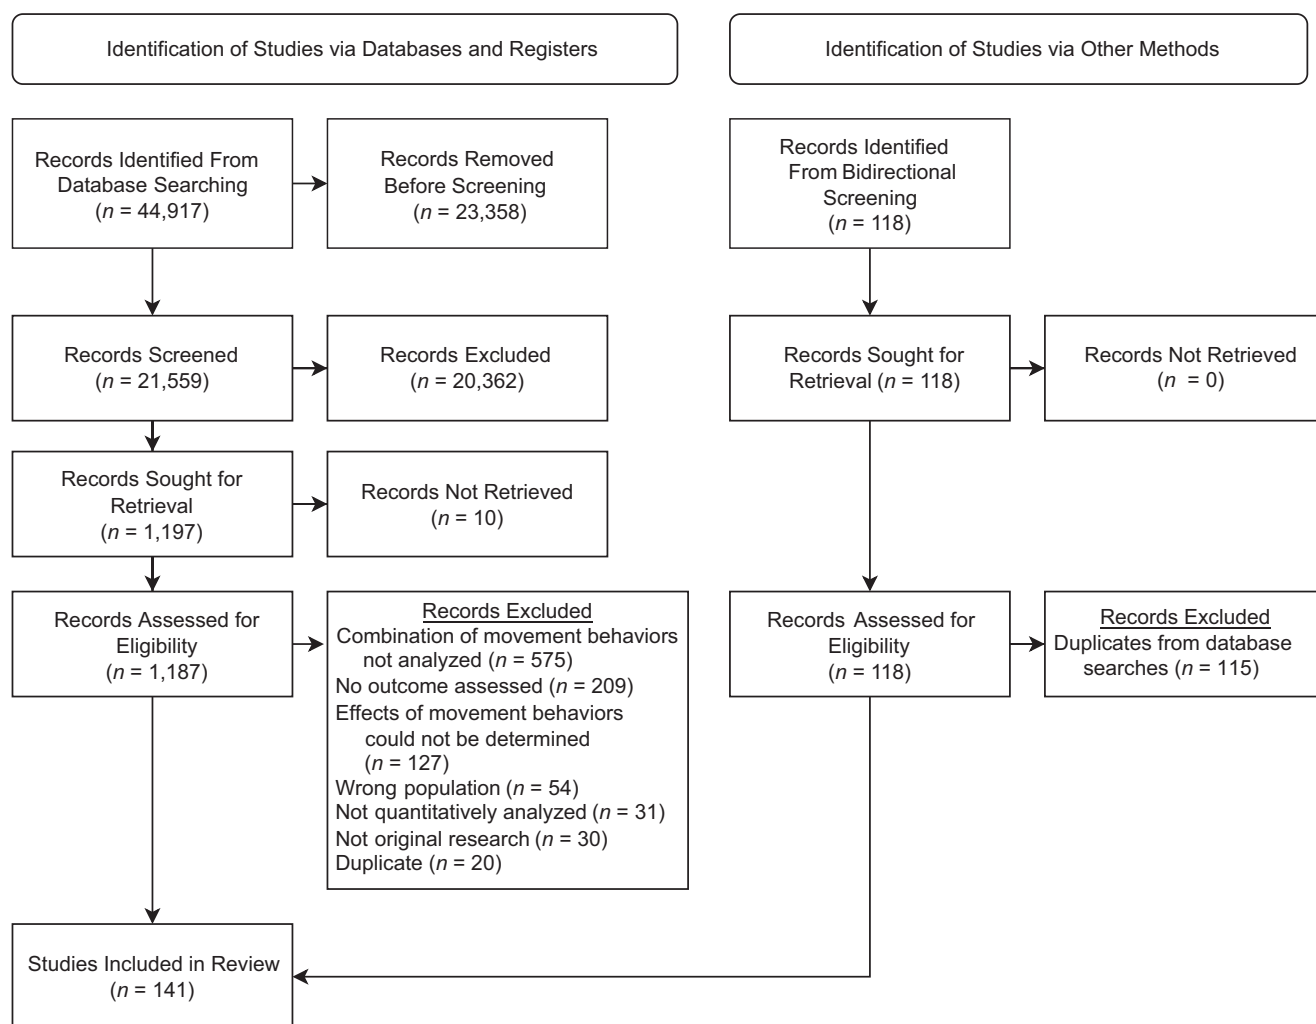 Identification of Studies via Databases and Registers
Identification of Studies via Other Methods
Records Identified From
Database Searching
(n = 44,917)
Records Removed
Before Screening
(n = 23,358)
Records Identified
From Bidirectional
Screening
(n = 118)
Records Screened
(n = 21,559)
Records Excluded
(n = 20,362)
Records Sought for
Retrieval (n = 118)
Records Not Retrieved
(n = 0)
Records Sought for
Retrieval
(n = 1,197)
Records Not Retrieved
(n = 10)
Records Assessed for
Eligibility
(n = 1,187)
Records Excluded
Combination of movement behaviors
not analyzed (n = 575)
No outcome assessed (n = 209)
Effects of movement behaviors
could not be determined
(n = 127)
Wrong population (n = 54)
Not quantitatively analyzed (n = 31)
Not original research (n = 30)
Duplicate (n = 20)
Records Assessed for
Eligibility
(n = 118)
Records Excluded
Duplicates from database
searches (n = 115)
Studies Included in Review
(n = 141)